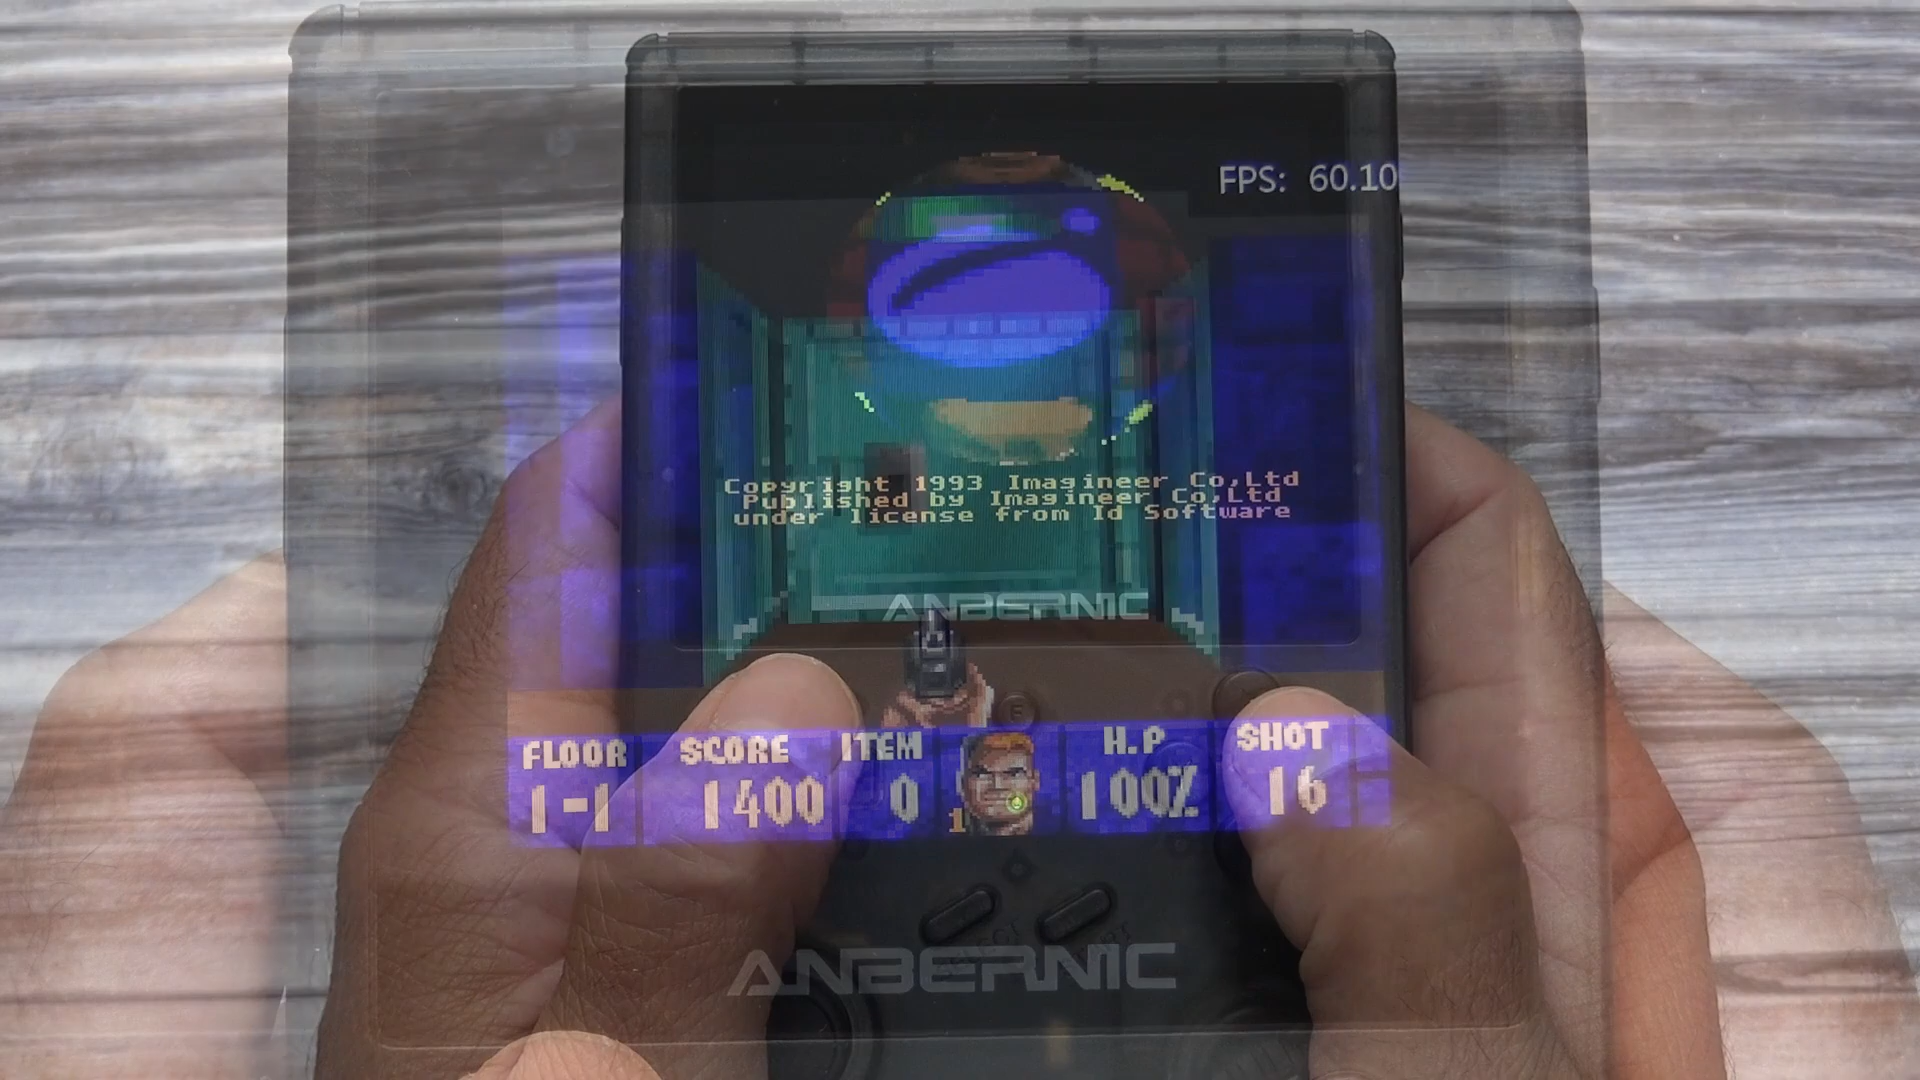 FPS: 60.10
Copyright 1993 Imagineer Co,Ltd
Published by Imagineer Co,Ltd
under license from Id Software
ANBERNIC
F
FLOOR SCORE ITEM H.P SHOT
1-1 1400 0 1 100% 16
ANBERNIC